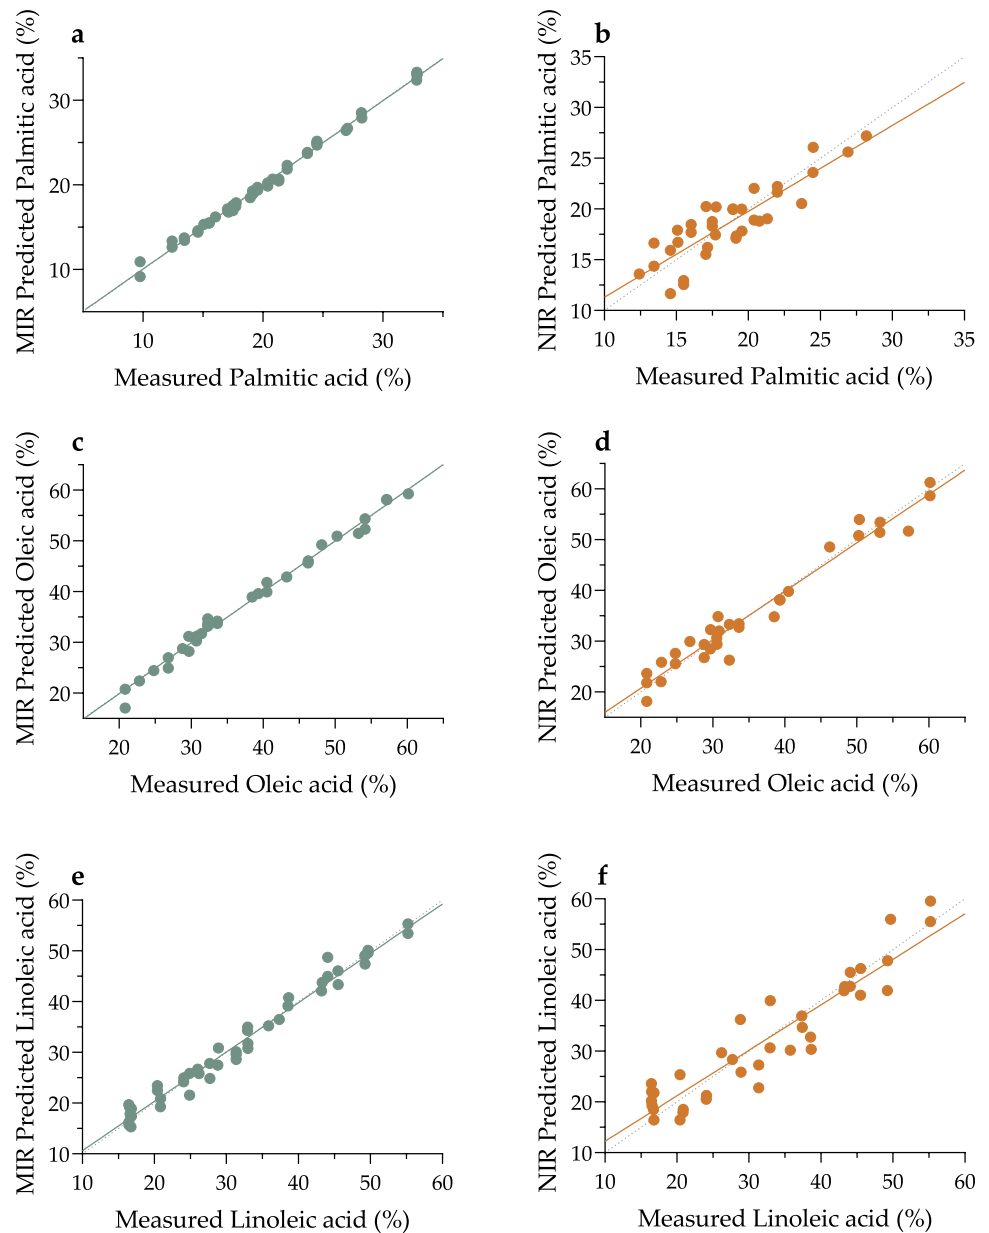 a
MIR Predicted Palmitic acid (%)
30
20
10
10 20 30
Measured Palmitic acid (%)
b
NIR Predicted Palmitic acid (%)
35
30
25
20
15
10
10 15 20 25 30 35
Measured Palmitic acid (%)
c
MIR Predicted Oleic acid (%)
60
50
40
30
20
20 30 40 50 60
Measured Oleic acid (%)
d
NIR Predicted Oleic acid (%)
60
50
40
30
20
20 30 40 50 60
Measured Oleic acid (%)
e
MIR Predicted Linoleic acid (%)
60
50
40
30
20
10
10 20 30 40 50 60
Measured Linoleic acid (%)
f
NIR Predicted Linoleic acid (%)
60
50
40
30
20
10
10 20 30 40 50 60
Measured Linoleic acid (%)